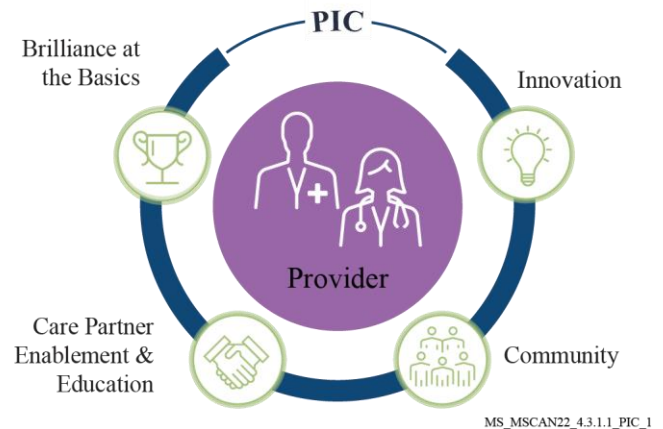 PIC
Brilliance at
the Basics
Innovation
Provider
Care Partner
Enablement &
Education
Community
MS_MSCAN22_4.3.1.1_PIC_1